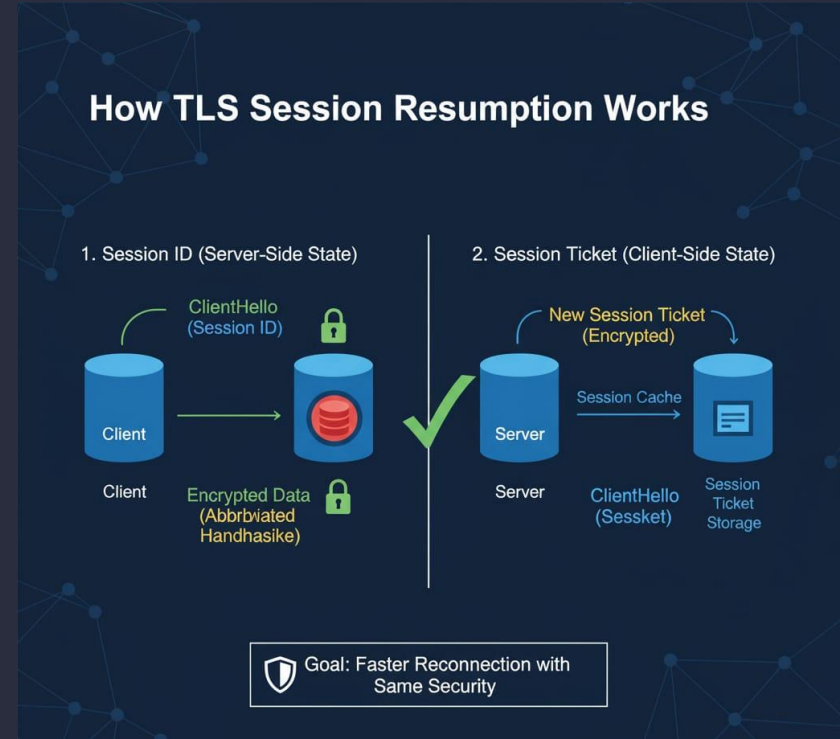 How TLS Session Resumption Works
1. Session ID (Server-Side State)
ClientHello
(Session ID)
Client
Client
Encrypted Data
(Abbrbwiated
Handhasike)
2. Session Ticket (Client-Side State)
New Session Ticket
(Encrypted)
Session Cache
Server
Server
ClientHello
(Sessket)
Session
Ticket
Storage
Goal: Faster Reconnection with
Same Security